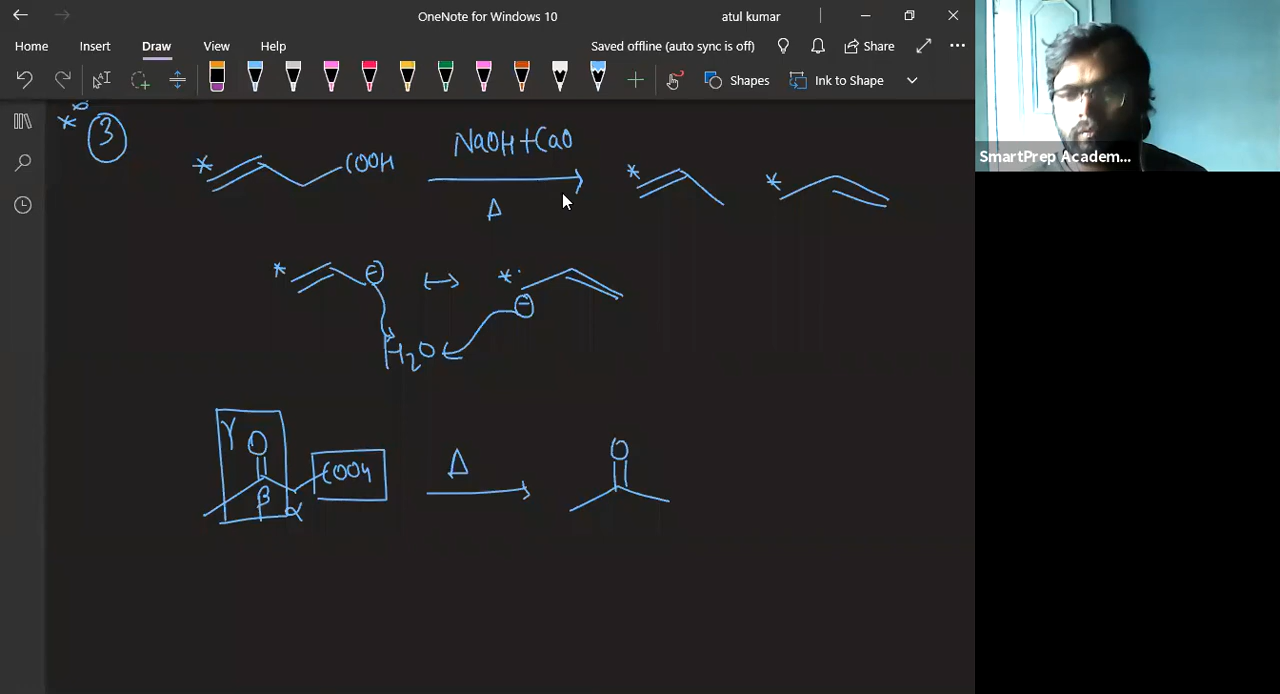 OneNote for Windows 10
atul kumar
Home Insert Draw View Help
Saved offline (auto sync is off)
Share
Shapes
Ink to Shape
SmartPrep Academ...
* 3
* COOH NaOH+CaO * *
Δ
* ⊖ ↔ * ⊖
H2O
γ O COOH Δ O
β α